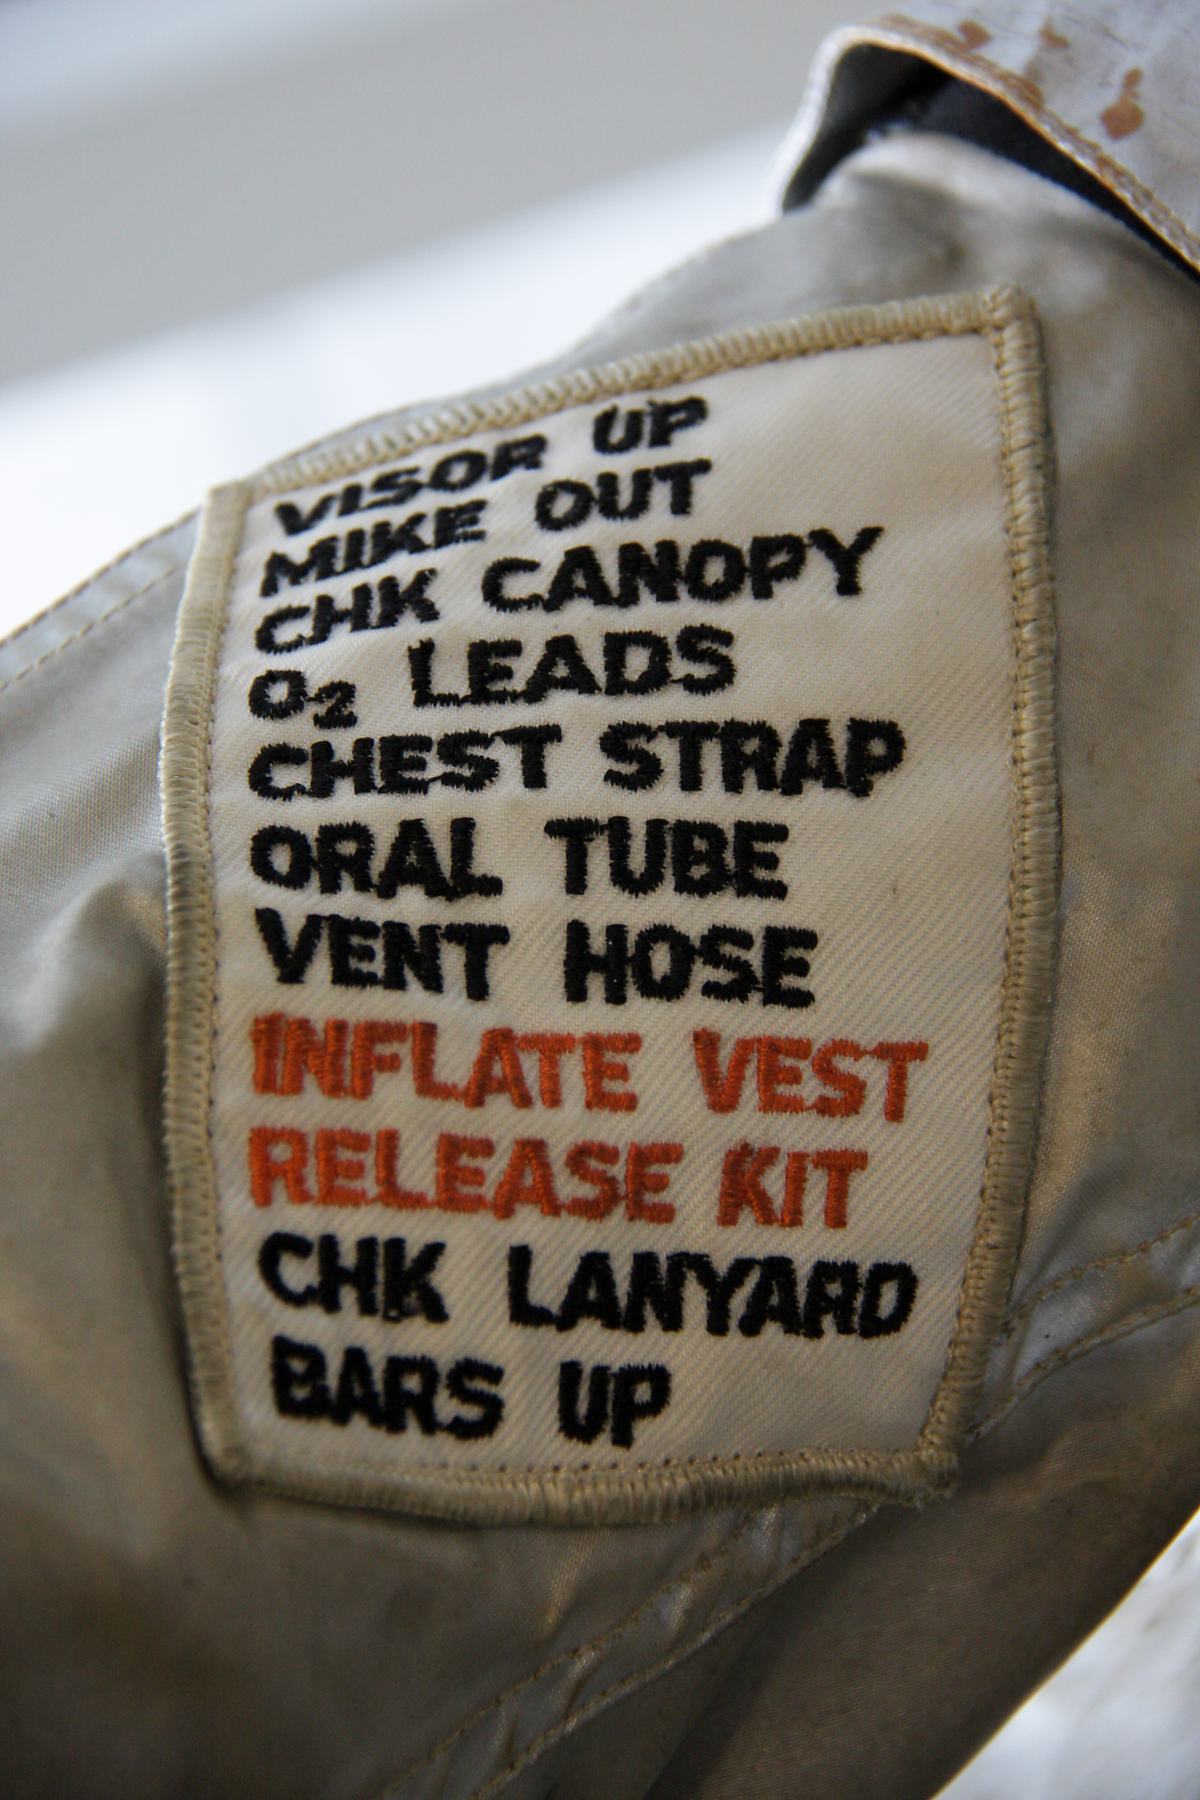 VISOR UP
MIKE OUT
CHK CANOPY
O₂ LEADS
CHEST STRAP
ORAL TUBE
VENT HOSE
INFLATE VEST
RELEASE KIT
CHK LANYARD
BARS UP